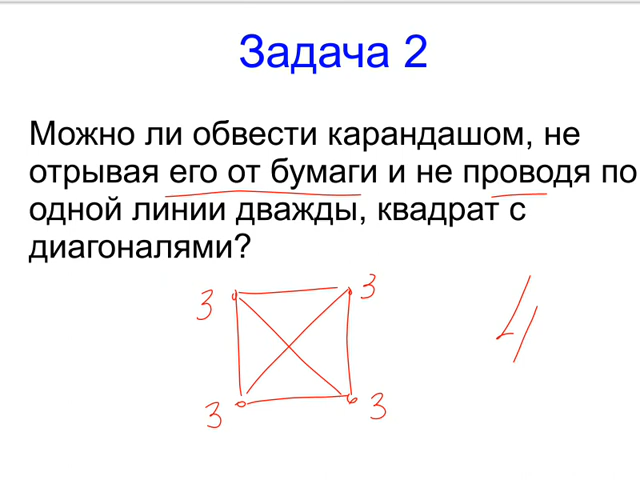 Задача 2
Можно ли обвести карандашом, не
отрывая его от бумаги и не проводя по
одной линии дважды, квадрат с
диагоналями?
3 3
4
3 3